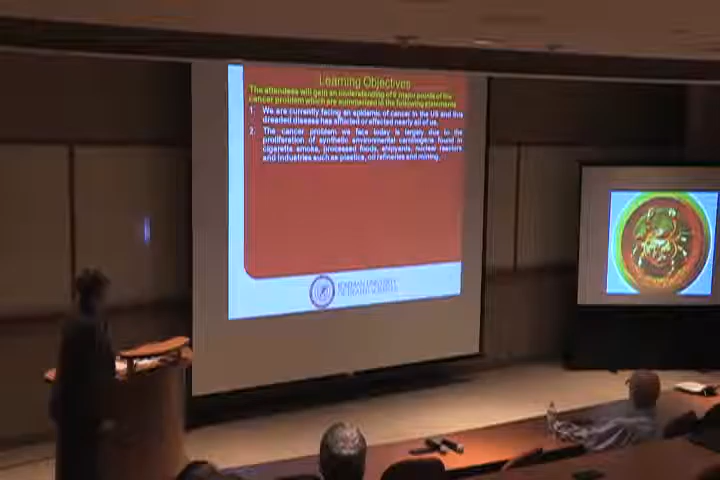 Learning Objectives
The attendees will gain an understanding of 6 major points of the
cancer problem which are summarized in the following statements
1. We are currently facing an epidemic of cancer in the US and this
dreaded disease has afflicted or affected nearly all of us.
2. The cancer problem we face today is largely due to the
proliferation of synthetic environmental carcinogens found in
cigarette smoke, processed foods, shipyards, nuclear reactors
and industries such as plastics, oil refineries and mining.
UNIVERSITY